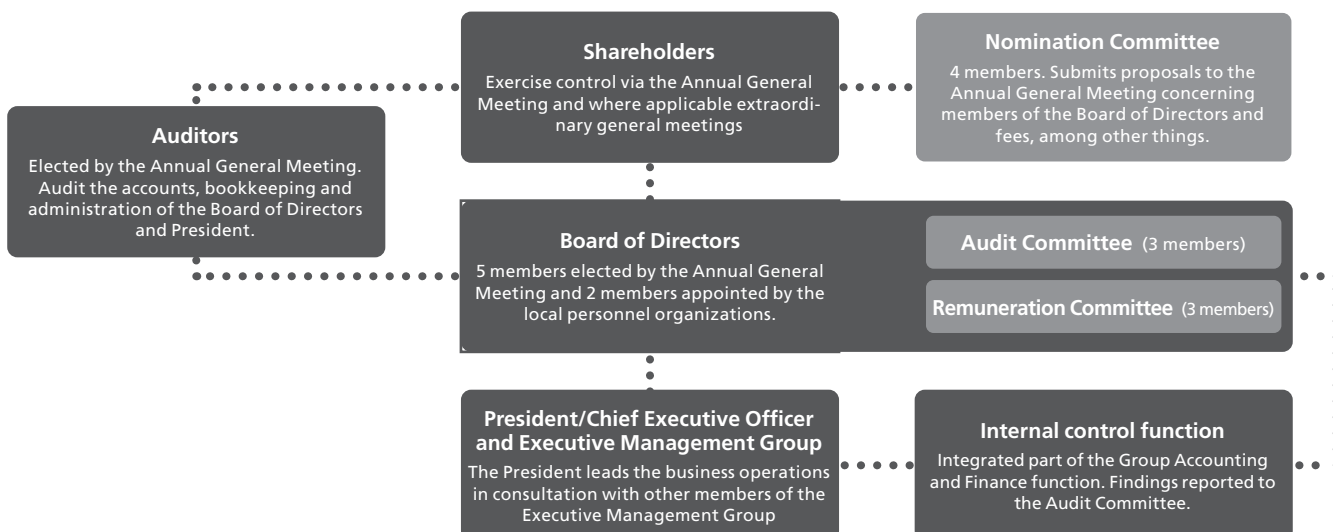 Shareholders
Exercise control via the Annual General
Meeting and where applicable extraordi-
nary general meetings
Nomination Committee
4 members. Submits proposals to the
Annual General Meeting concerning
members of the Board of Directors and
fees, among other things.
Auditors
Elected by the Annual General Meeting.
Audit the accounts, bookkeeping and
administration of the Board of Directors
and President.
Board of Directors
5 members elected by the Annual General
Meeting and 2 members appointed by the
local personnel organizations.
Audit Committee (3 members)
Remuneration Committee (3 members)
President/Chief Executive Officer
and Executive Management Group
The President leads the business operations
in consultation with other members of the
Executive Management Group
Internal control function
Integrated part of the Group Accounting
and Finance function. Findings reported to
the Audit Committee.